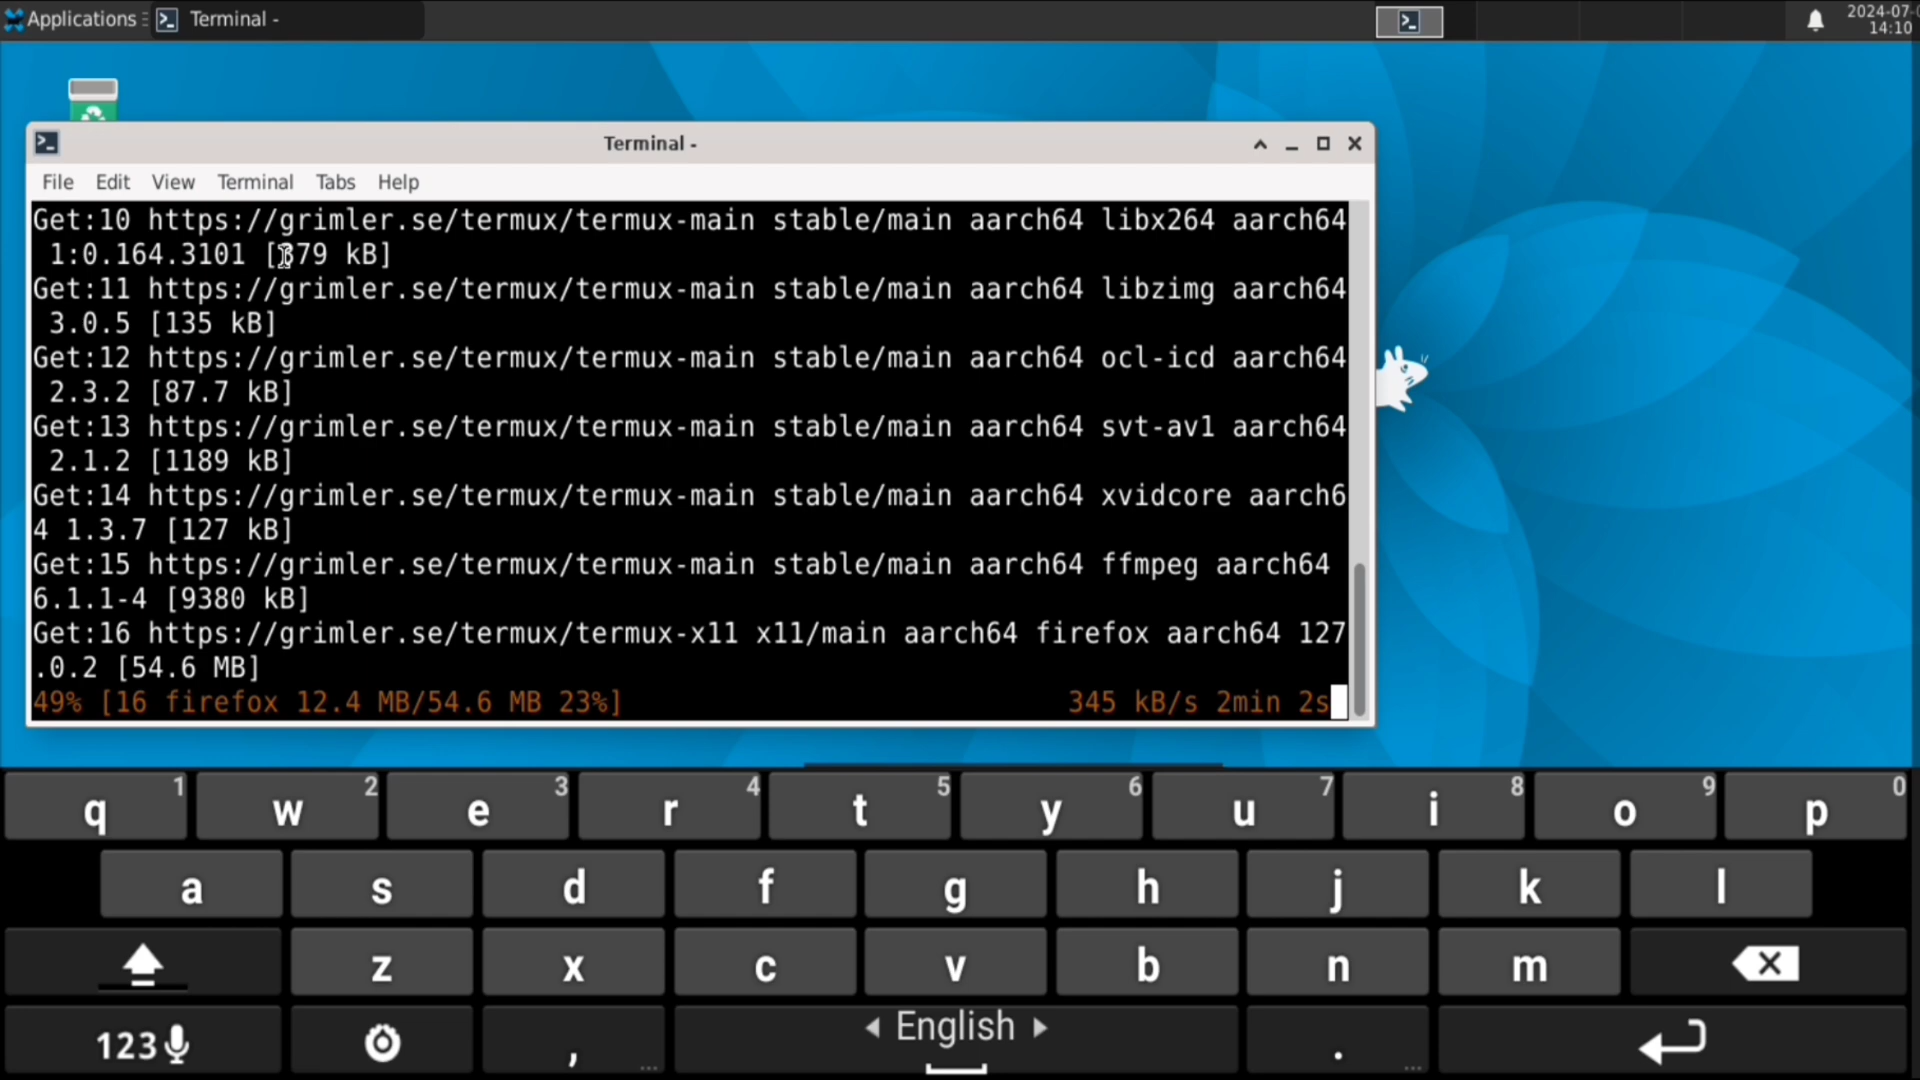 Applications
Terminal -
2024-07-
14:10
Terminal -
File Edit View Terminal Tabs Help
Get:10 https://grimler.se/termux/termux-main stable/main aarch64 libx264 aarch64
1:0.164.3101 [ 79 kB]
Get:11 https://grimler.se/termux/termux-main stable/main aarch64 libzimg aarch64
3.0.5 [135 kB]
Get:12 https://grimler.se/termux/termux-main stable/main aarch64 ocl-icd aarch64
2.3.2 [87.7 kB]
Get:13 https://grimler.se/termux/termux-main stable/main aarch64 svt-av1 aarch64
2.1.2 [1189 kB]
Get:14 https://grimler.se/termux/termux-main stable/main aarch64 xvidcore aarch6
4 1.3.7 [127 kB]
Get:15 https://grimler.se/termux/termux-main stable/main aarch64 ffmpeg aarch64
6.1.1-4 [9380 kB]
Get:16 https://grimler.se/termux/termux-x11 x11/main aarch64 firefox aarch64 127
.0.2 [54.6 MB]
49% [16 firefox 12.4 MB/54.6 MB 23%] 345 kB/s 2min 2s
1 2 3 4 5 6 7 8 9 0
q w e r t y u i o p
a s d f g h j k l
z x c v b n m
123 , English .